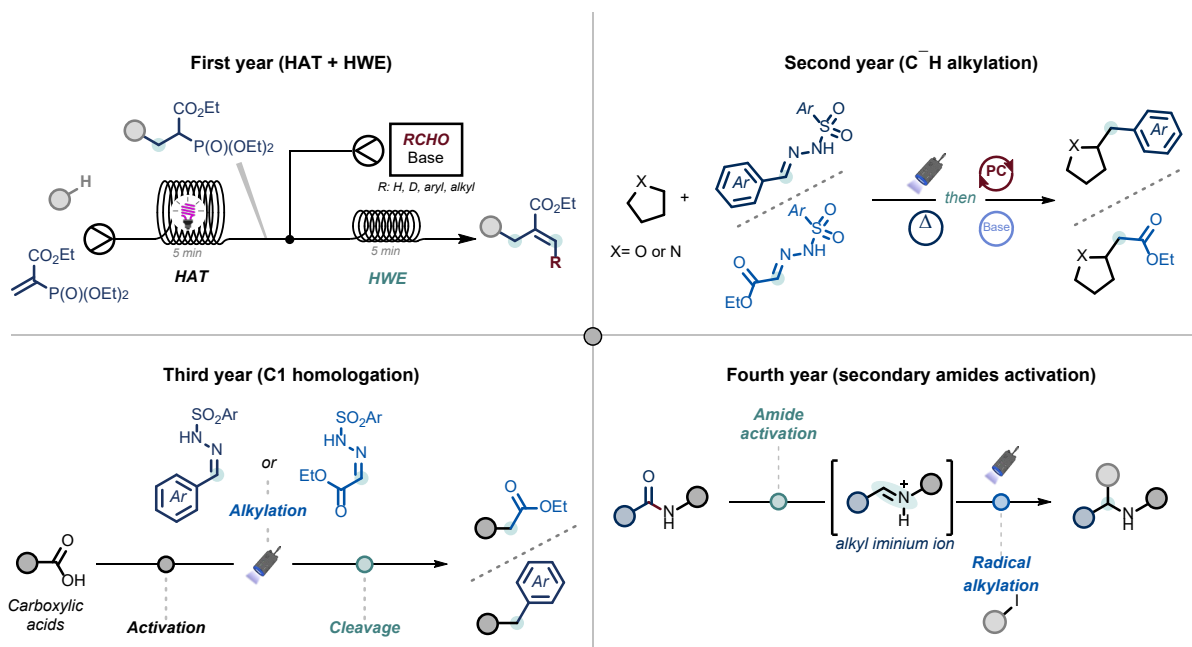 First year (HAT + HWE)
CO2Et
P(O)(OEt)2
H
RCHO
Base
R: H, D, aryl, alkyl
5 min
HAT
5 min
HWE
CO2Et
P(O)(OEt)2
CO2Et
R
Second year (C‾H alkylation)
Ar
O
S
O
NH
N
Ar
X
+
X= O or N
Ar
O
S
O
NH
N
O
EtO
then
PC
Δ
Base
X
Ar
X
O
OEt
Third year (C1 homologation)
SO2Ar
HN
N
Ar
or
SO2Ar
HN
N
EtO
O
Alkylation
O
OH
Carboxylic
acids
Activation
Cleavage
O
OEt
Ar
Fourth year (secondary amides activation)
Amide
activation
O
N
H
+
N
H
alkyl iminium ion
Radical
alkylation
I
N
H